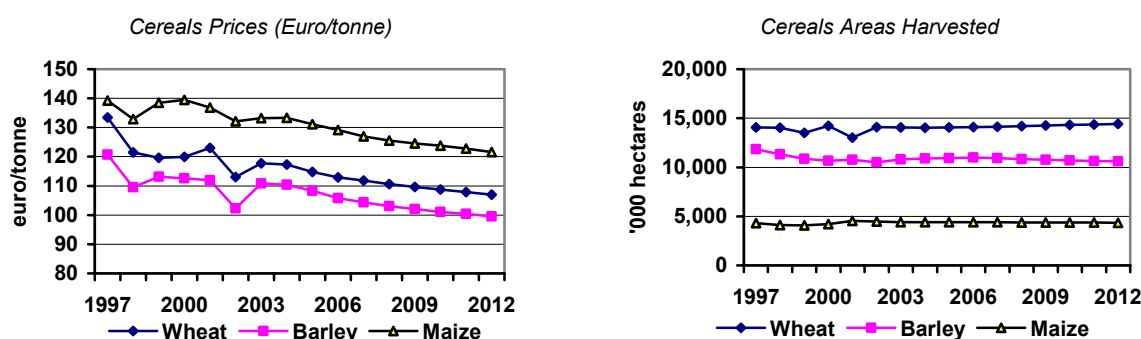 Cereals Prices (Euro/tonne)
euro/tonne
150
140
130
120
110
100
90
80
1997 2000 2003 2006 2009 2012
Wheat Barley Maize
Cereals Areas Harvested
'000 hectares
20,000
15,000
10,000
5,000
0
1997 2000 2003 2006 2009 2012
Wheat Barley Maize